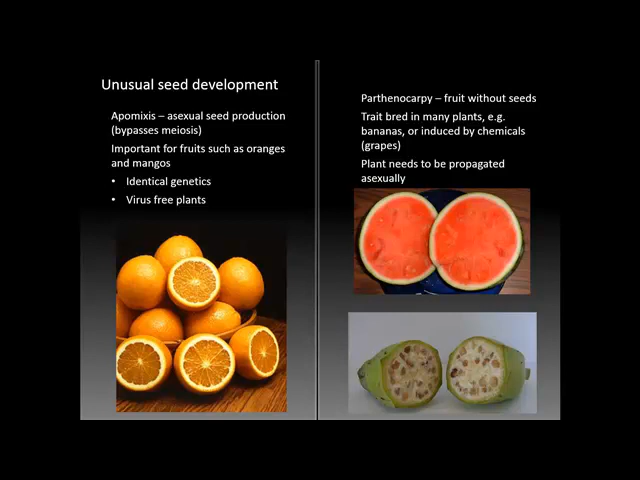 Unusual seed development
Apomixis – asexual seed production
(bypasses meiosis)
Important for fruits such as oranges
and mangos
• Identical genetics
• Virus free plants
Parthenocarpy – fruit without seeds
Trait bred in many plants, e.g.
bananas, or induced by chemicals
(grapes)
Plant needs to be propagated
asexually